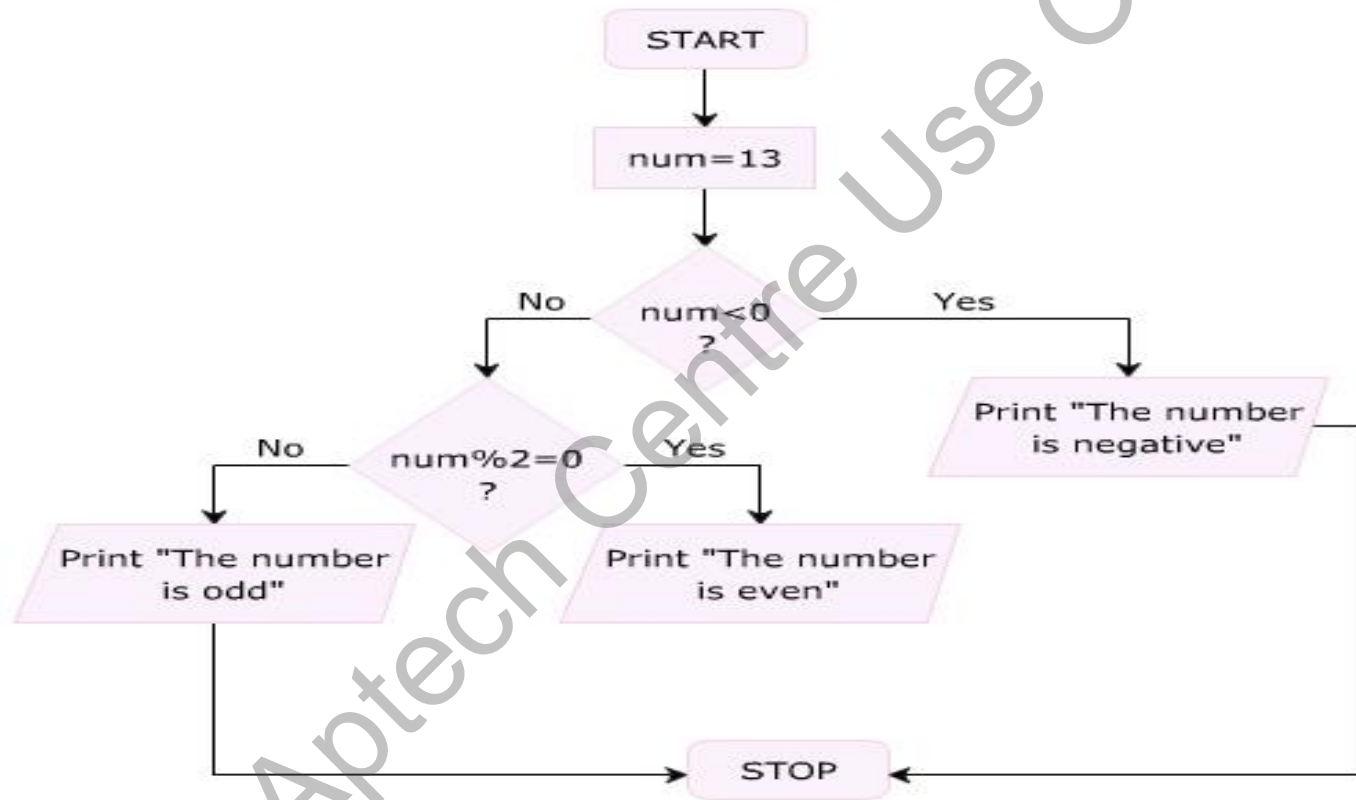 START
num=13
No
num<0
?
Yes
Print "The number
is negative"
No
num%2=0
?
Yes
Print "The number
is odd"
Print "The number
is even"
STOP
Aptech Centre Use O